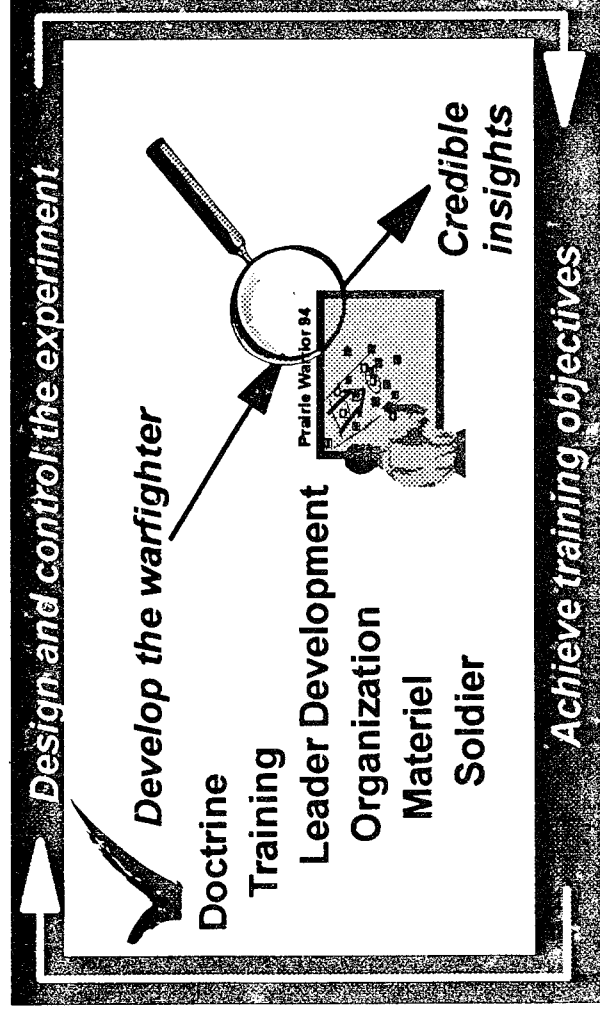 Design and control the experiment
Develop the warfighter
Doctrine
Training
Leader Development
Organization
Materiel
Soldier
Prairie Warrior 94
Credible
insights
Achieve training objectives